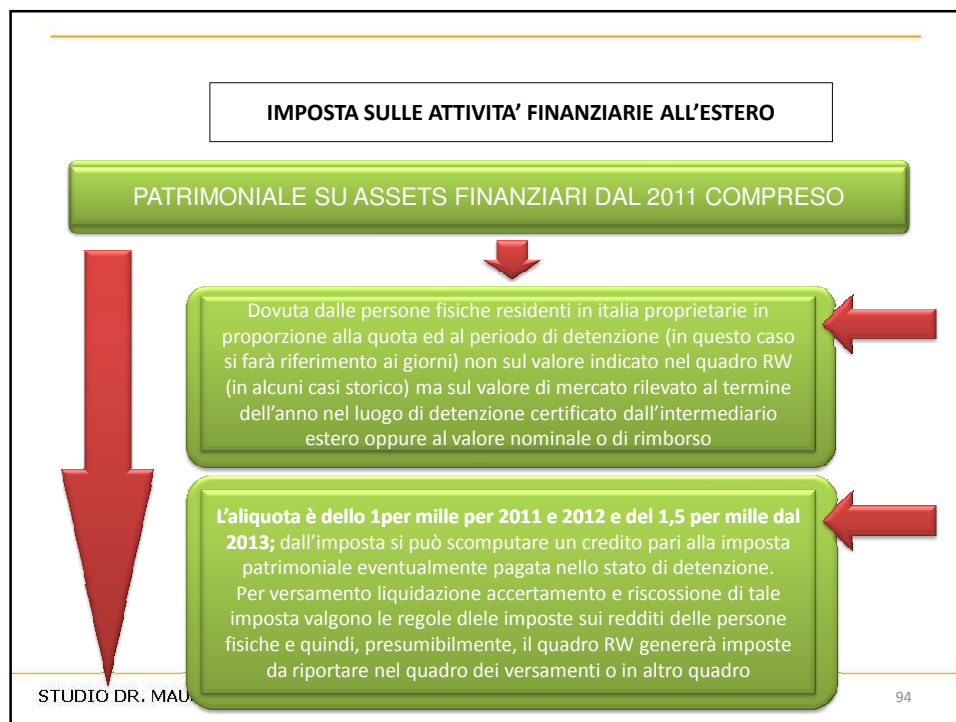 IMPOSTA SULLE ATTIVITA’ FINANZIARIE ALL’ESTERO
PATRIMONIALE SU ASSETS FINANZIARI DAL 2011 COMPRESO
Dovuta dalle persone fisiche residenti in italia proprietarie in
proporzione alla quota ed al periodo di detenzione (in questo caso
si farà riferimento ai giorni) non sul valore indicato nel quadro RW
(in alcuni casi storico) ma sul valore di mercato rilevato al termine
dell’anno nel luogo di detenzione certificato dall’intermediario
estero oppure al valore nominale o di rimborso
L’aliquota è dello 1per mille per 2011 e 2012 e del 1,5 per mille dal
2013; dall’imposta si può scomputare un credito pari alla imposta
patrimoniale eventualmente pagata nello stato di detenzione.
Per versamento liquidazione accertamento e riscossione di tale
imposta valgono le regole dlele imposte sui redditi delle persone
fisiche e quindi, presumibilmente, il quadro RW genererà imposte
da riportare nel quadro dei versamenti o in altro quadro
STUDIO DR. MAU
94